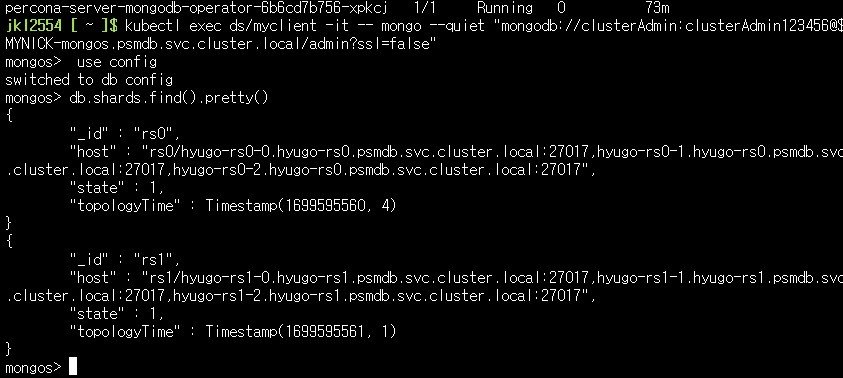 percona-server-mongodb-operator-6b6cd7b756-xpkcj   1/1     Running   0          73m
jkl2554 [ ~ ]$ kubectl exec ds/myclient -it -- mongo --quiet "mongodb://clusterAdmin:clusterAdmin123456@$
MYNICK-mongos.psmdb.svc.cluster.local/admin?ssl=false"
mongos>  use config
switched to db config
mongos> db.shards.find().pretty()
{
        "_id" : "rs0",
        "host" : "rs0/hyugo-rs0-0.hyugo-rs0.psmdb.svc.cluster.local:27017,hyugo-rs0-1.hyugo-rs0.psmdb.svc
.cluster.local:27017,hyugo-rs0-2.hyugo-rs0.psmdb.svc.cluster.local:27017",
        "state" : 1,
        "topologyTime" : Timestamp(1699595560, 4)
}
{
        "_id" : "rs1",
        "host" : "rs1/hyugo-rs1-0.hyugo-rs1.psmdb.svc.cluster.local:27017,hyugo-rs1-1.hyugo-rs1.psmdb.svc
.cluster.local:27017,hyugo-rs1-2.hyugo-rs1.psmdb.svc.cluster.local:27017",
        "state" : 1,
        "topologyTime" : Timestamp(1699595561, 1)
}
mongos>